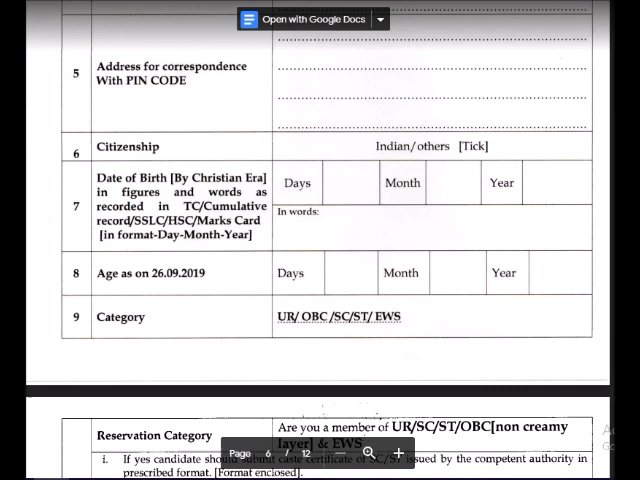 Open with Google Docs
5
Address for correspondence
With PIN CODE
6
Citizenship
Indian/others [Tick]
7
Date of Birth [By Christian Era]
in figures and words as
recorded in TC/Cumulative
record/SSLC/HSC/Marks Card
[in format-Day-Month-Year]
Days
Month
Year
In words:
8
Age as on 26.09.2019
Days
Month
Year
9
Category
UR/ OBC /SC/ST/ EWS
Reservation Category
Are you a member of UR/SC/ST/OBC[non creamy
layer] & EWS
Page 6 / 12
i. If yes candidate should submit caste certificate of SC/ST issued by the competent authority in
prescribed format. [Format enclosed].